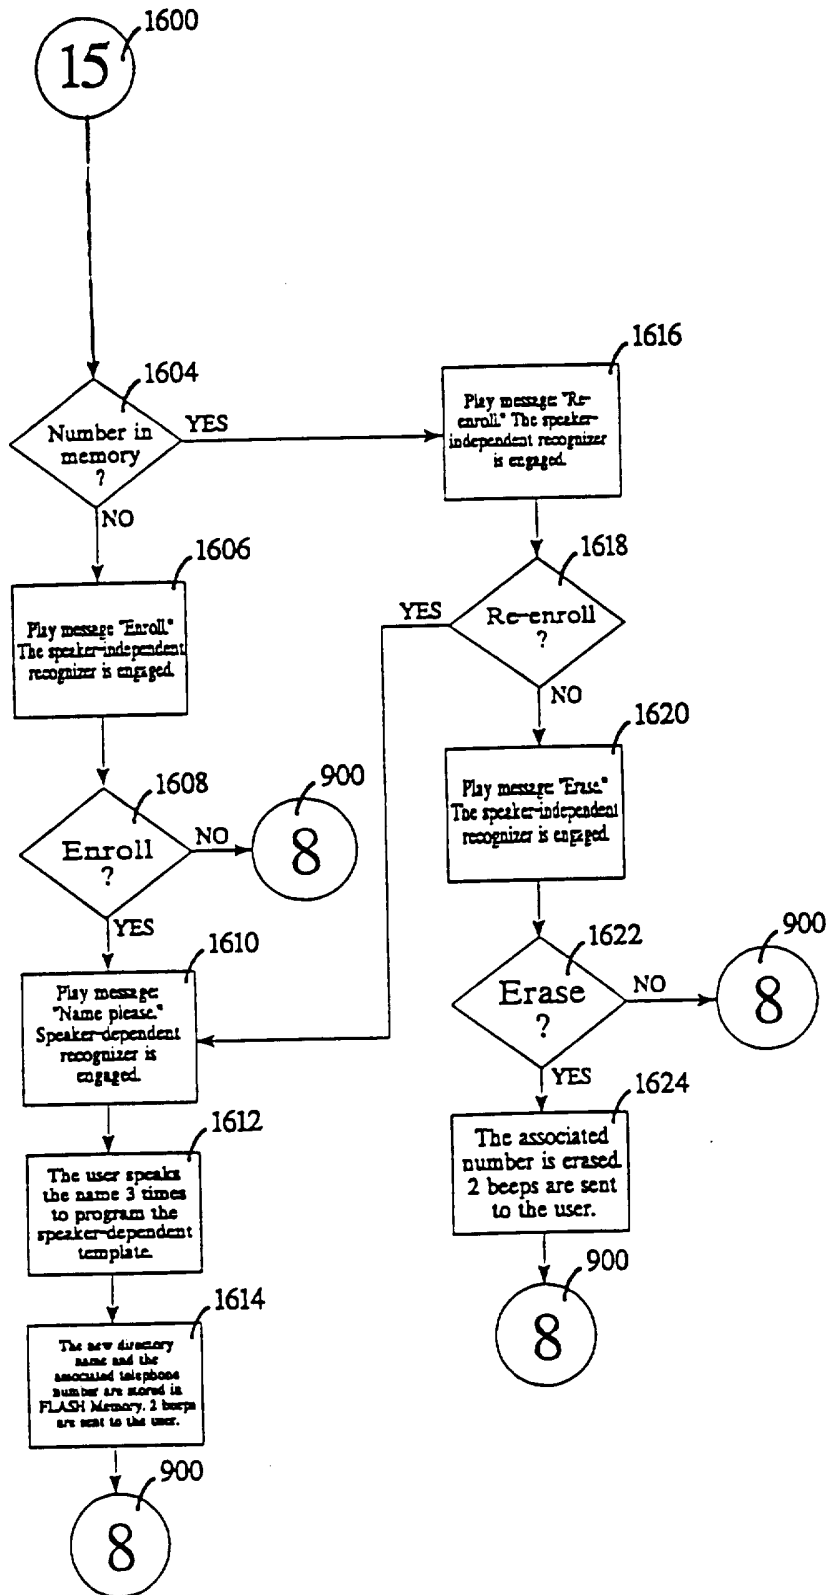 1600
15
1604
Number in
memory
?
YES
NO
1616
Play message: "Re-
enroll." The speaker-
independent recognizer
is engaged.
1606
Play message "Enroll."
The speaker-independent
recognizer is engaged.
1618
Re-enroll
?
YES
NO
1608
Enroll
?
NO
900
8
YES
1620
Play message "Erase."
The speaker-independent
recognizer is engaged.
1610
Play message:
"Name please."
Speaker-dependent
recognizer is
engaged.
1622
Erase
?
NO
900
8
YES
1612
The user speaks
the name 3 times
to program the
speaker-dependent
template.
1624
The associated
number is erased.
2 beeps are sent
to the user.
900
8
1614
The new directory
name and the
associated telephone
number are stored in
FLASH Memory. 2 beeps
are sent to the user.
900
8